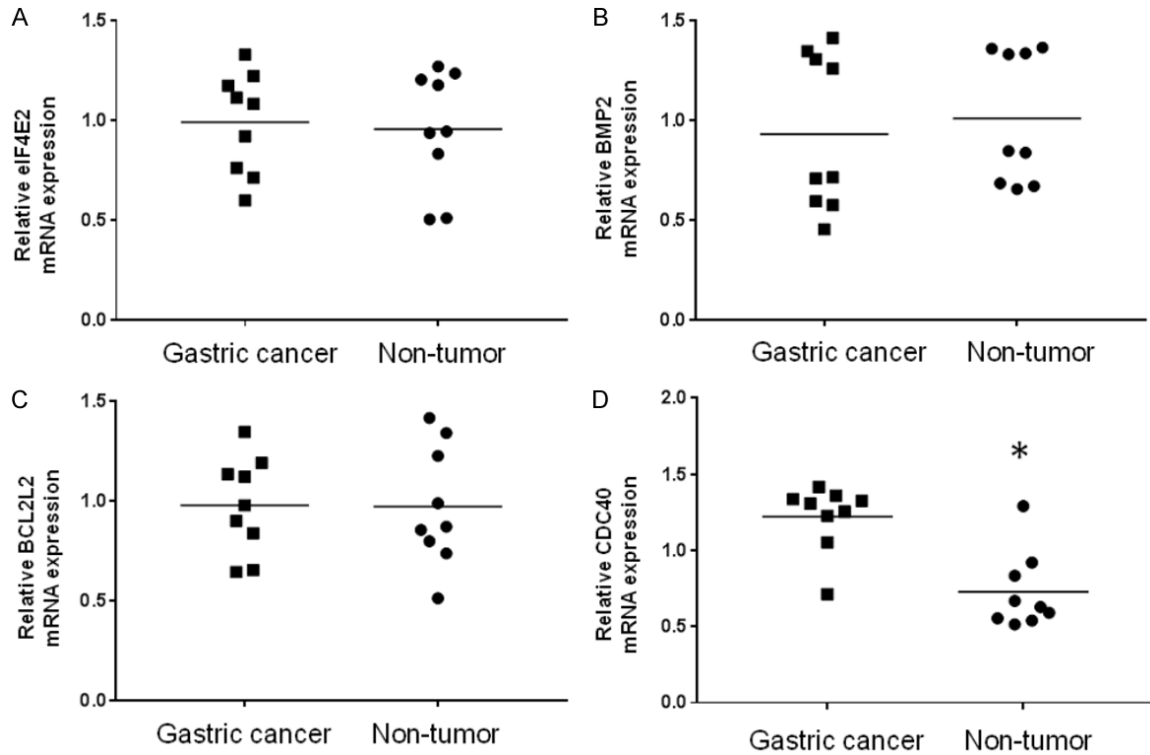 A
Relative eIF4E2
mRNA expression
1.5
1.0
0.5
0.0
Gastric cancer Non-tumor
B
Relative BMP2
mRNA expression
1.5
1.0
0.5
0.0
Gastric cancer Non-tumor
C
Relative BCL2L2
mRNA expression
1.5
1.0
0.5
0.0
Gastric cancer Non-tumor
D
Relative CDC40
mRNA expression
2.0
1.5
1.0
0.5
0.0
*
Gastric cancer Non-tumor